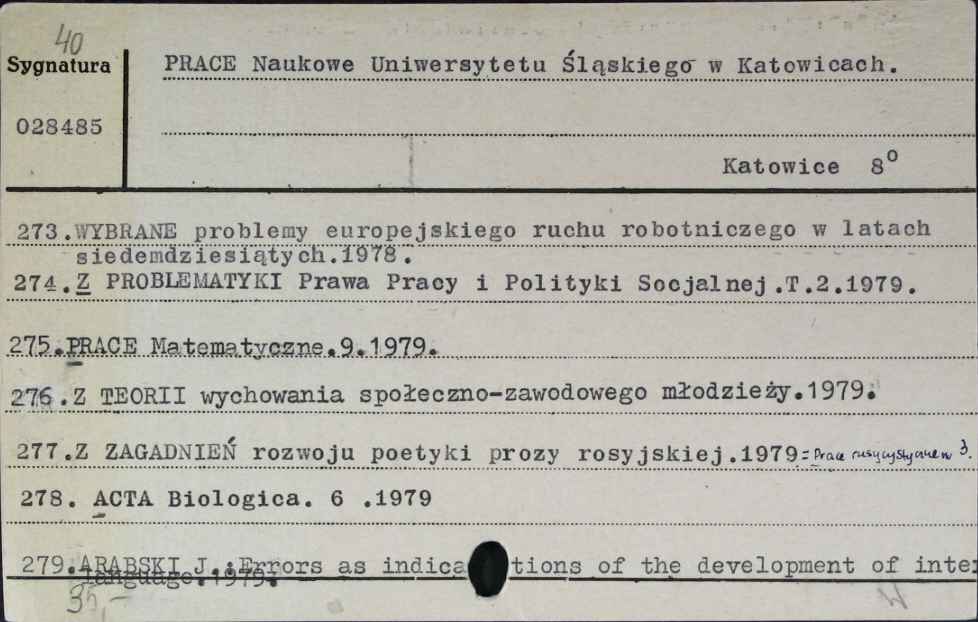 40
Sygnatura
PRACE Naukowe Uniwersytetu Śląskiego w Katowicach.
028485
Katowice 8°
273.WYBRANE problemy europejskiego ruchu robotniczego w latach
siedemdziesiątych.1978.
274.Z PROBLEMATYKI Prawa Pracy i Polityki Socjalnej.T.2.1979.
275.PRACE Matematyczne.9.1979.
276.Z TEORII wychowania społeczno-zawodowego młodzieży.1979.
277.Z ZAGADNIEŃ rozwoju poetyki prozy rosyjskiej.1979=Prace rusycystyczne 3.
278. ACTA Biologica. 6 .1979
279.ARABSKI J.:Errors as indica tions of the development of inter
language.1979.
35,-